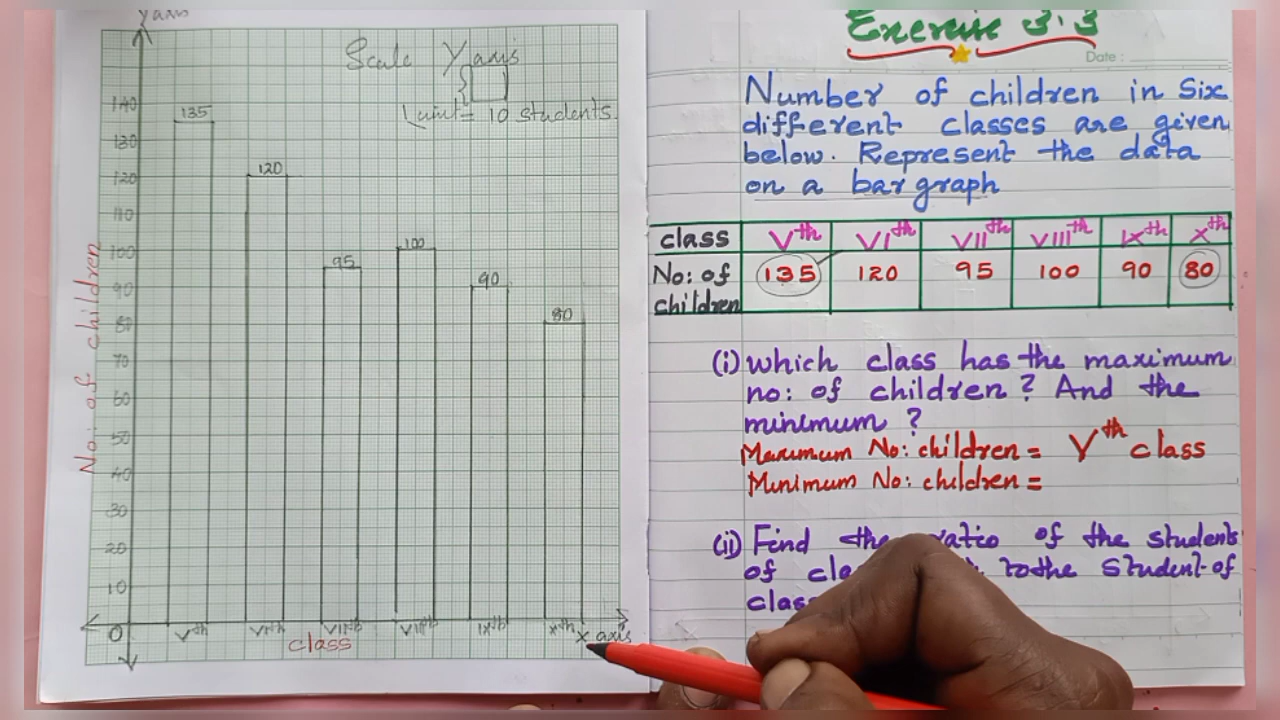 Y axis
Scale Y axis
1 unit = 10 students.
140
135
130
120
120
110
100
100
95
90
90
80
80
70
60
50
40
30
20
10
0
No: of children
Vth VIth VIIth VIIIth IXth Xth
X axis
class
Exercise 3.3
Date :
Number of children in six
different classes are given
below. Represent the data
on a bar graph
class Vth VIth VIIth VIIIth IXth Xth
No: of 135 120 95 100 90 80
children
(i) which class has the maximum
no: of children? And the
minimum?
Maximum No: children = Vth class
Minimum No: children =
(ii) Find the ratio of the students
of to the student of